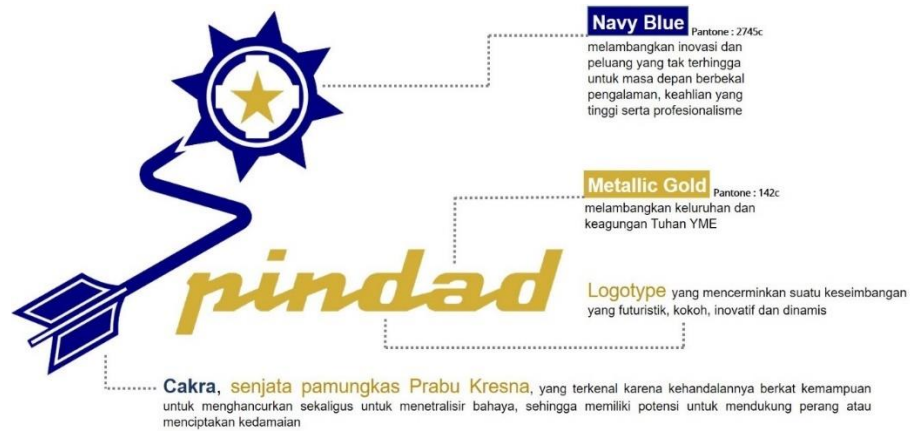 Navy Blue Pantone : 2745c
melambangkan inovasi dan
peluang yang tak terhingga
untuk masa depan berbekal
pengalaman, keahlian yang
tinggi serta profesionalisme
Metallic Gold Pantone : 142c
melambangkan keluruhan dan
keagungan Tuhan YME
pindad
Logotype yang mencerminkan suatu keseimbangan
yang futuristik, kokoh, inovatif dan dinamis
Cakra, senjata pamungkas Prabu Kresna, yang terkenal karena kehandalannya berkat kemampuan
untuk menghancurkan sekaligus untuk menetralisir bahaya, sehingga memiliki potensi untuk mendukung perang atau
menciptakan kedamaian